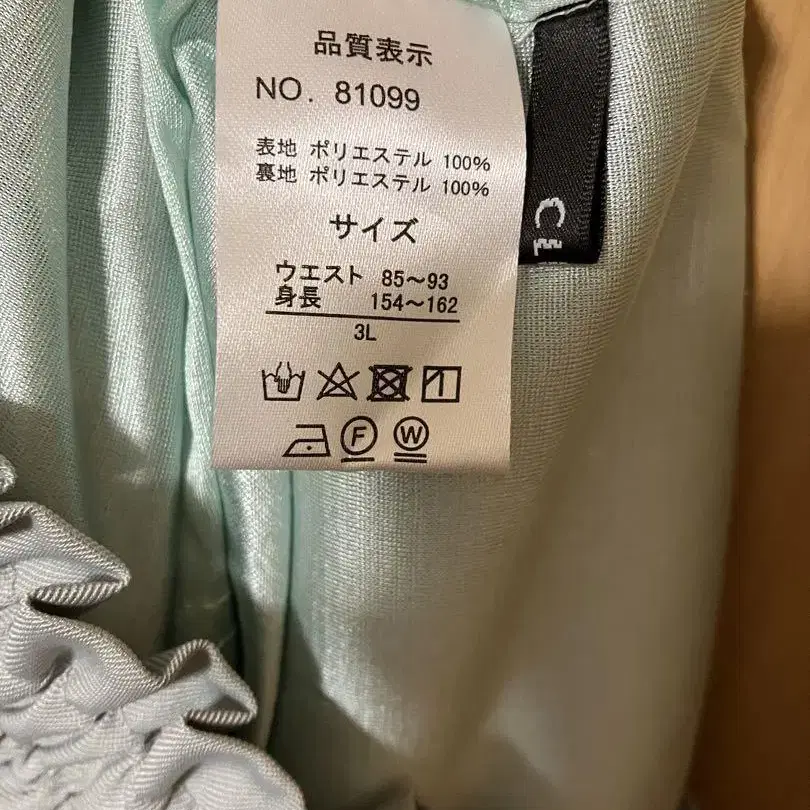 品質表示
NO. 81099
表地 ポリエステル 100%
裏地 ポリエステル 100%
サイズ
ウエスト 85～93
身長 154～162
3L
F W
CL